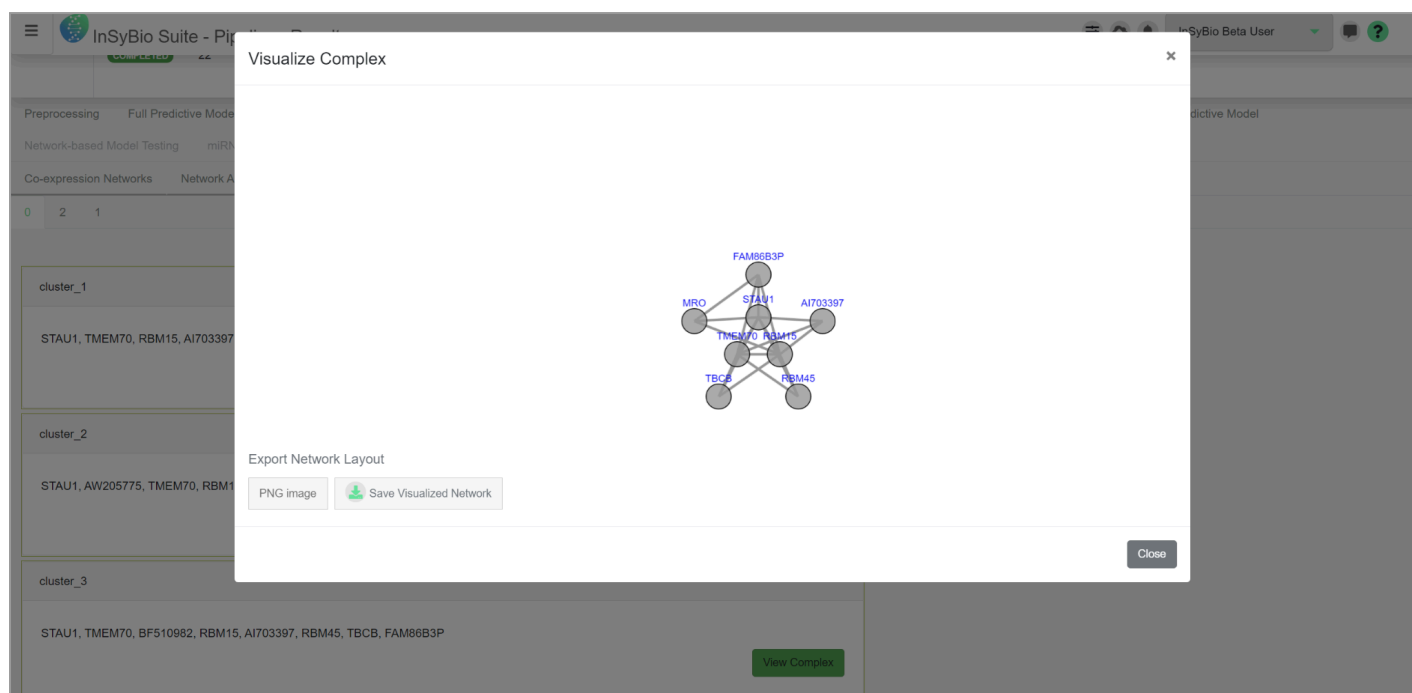 InSyBio Suite - Pip
InSyBio Beta User
?
COMPLETED 22
Visualize Complex
×
Preprocessing Full Predictive Mode
dictive Model
Network-based Model Testing miRN
Co-expression Networks Network A
0 2 1
FAM86B3P
MRO STAU1 AI703397
TMEM70 RBM15
TBCB RBM45
cluster_1
STAU1, TMEM70, RBM15, AI703397
cluster_2
STAU1, AW205775, TMEM70, RBM1
Export Network Layout
PNG image Save Visualized Network
Close
cluster_3
STAU1, TMEM70, BF510982, RBM15, AI703397, RBM45, TBCB, FAM86B3P
View Complex